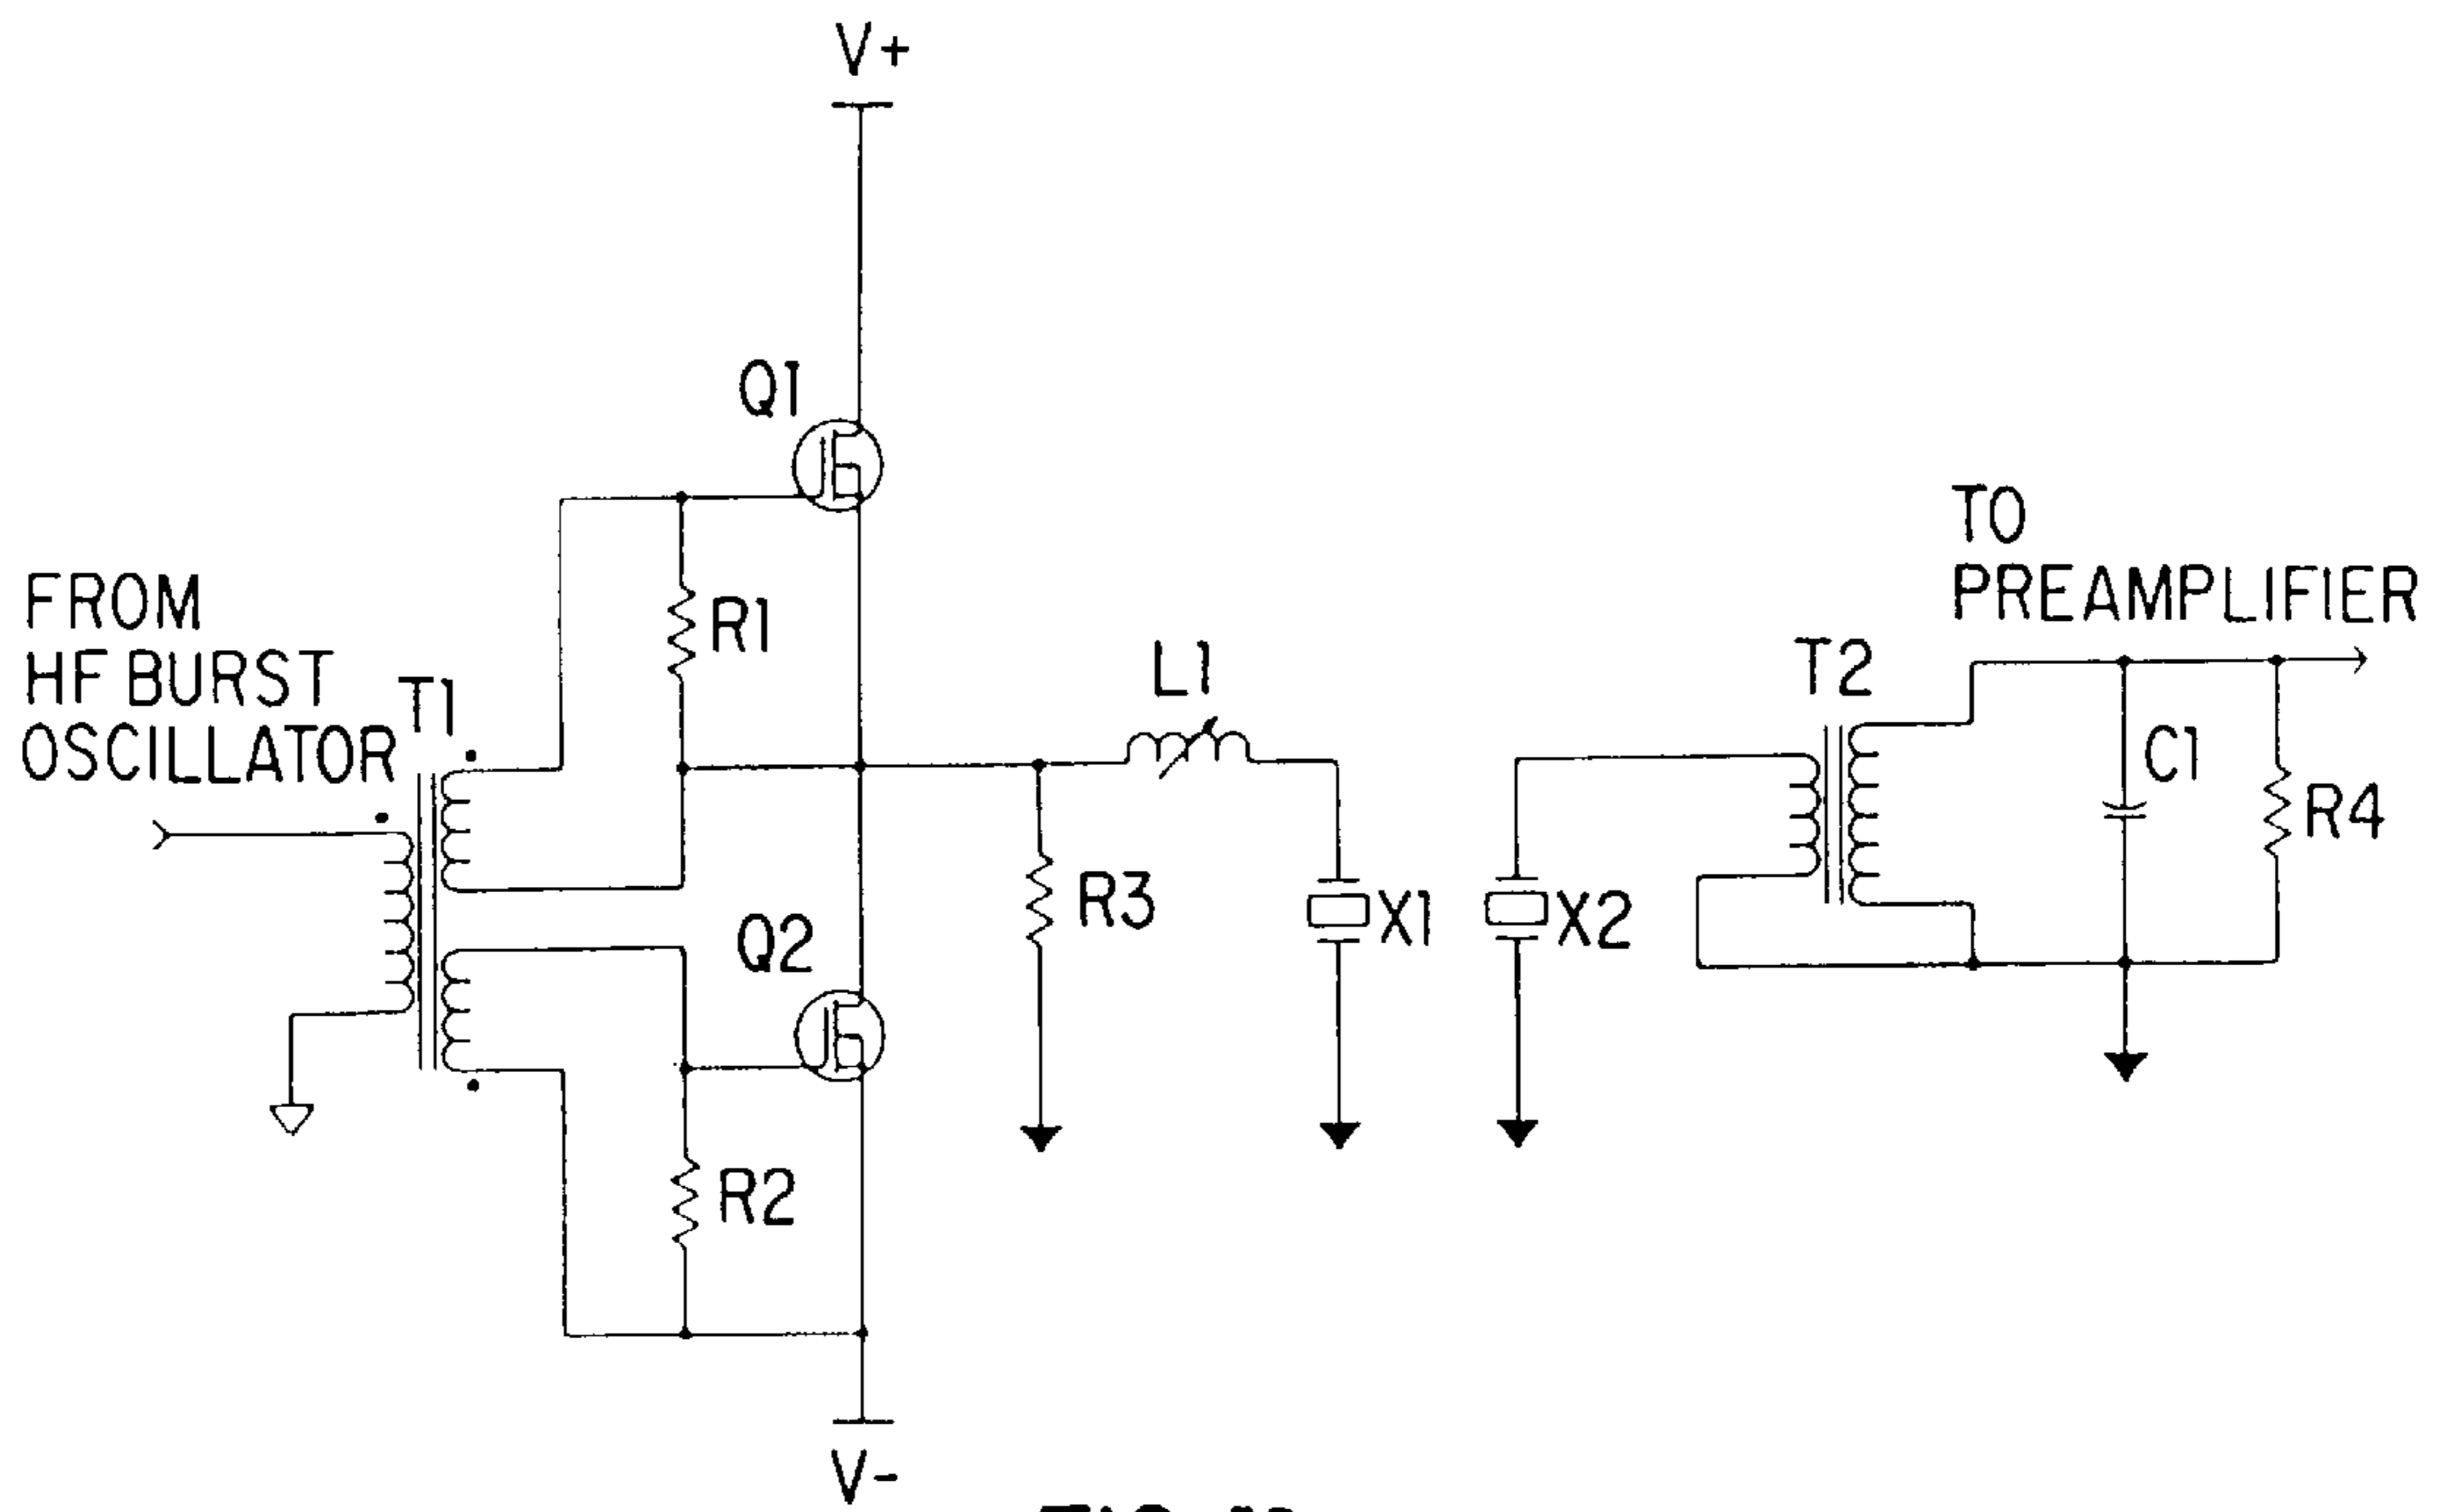 V+
Q1
FROM
HF BURST
OSCILLATOR
T1
R1
L1
TO
PREAMPLIFIER
T2
C1
R4
R3
X1
X2
Q2
R2
V-